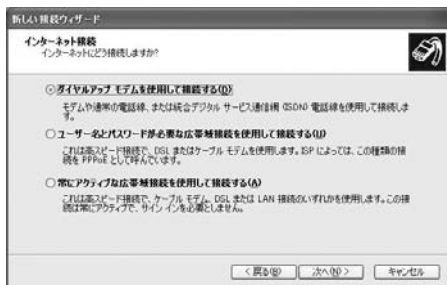 新しい接続ウィザード
インターネット接続
インターネットにどう接続しますか?
ダイヤルアップ モデムを使用して接続する(D)
モデムや通常の電話線、または統合デジタル サービス通信網 (ISDN) 電話線を使用して接続しま
す。
ユーザー名とパスワードが必要な広帯域接続を使用して接続する(U)
これは高スピード接続で、DSL またはケーブル モデムを使用します。ISP によっては、この種類の接
続を PPPoE として呼んでいます。
常にアクティブな広帯域接続を使用して接続する(A)
これは高スピード接続で、ケーブル モデム、DSL または LAN 接続のいずれかを使用します。この接
続は常にアクティブで、サイン インを必要としません。
< 戻る(B)
次へ(N) >
キャンセル